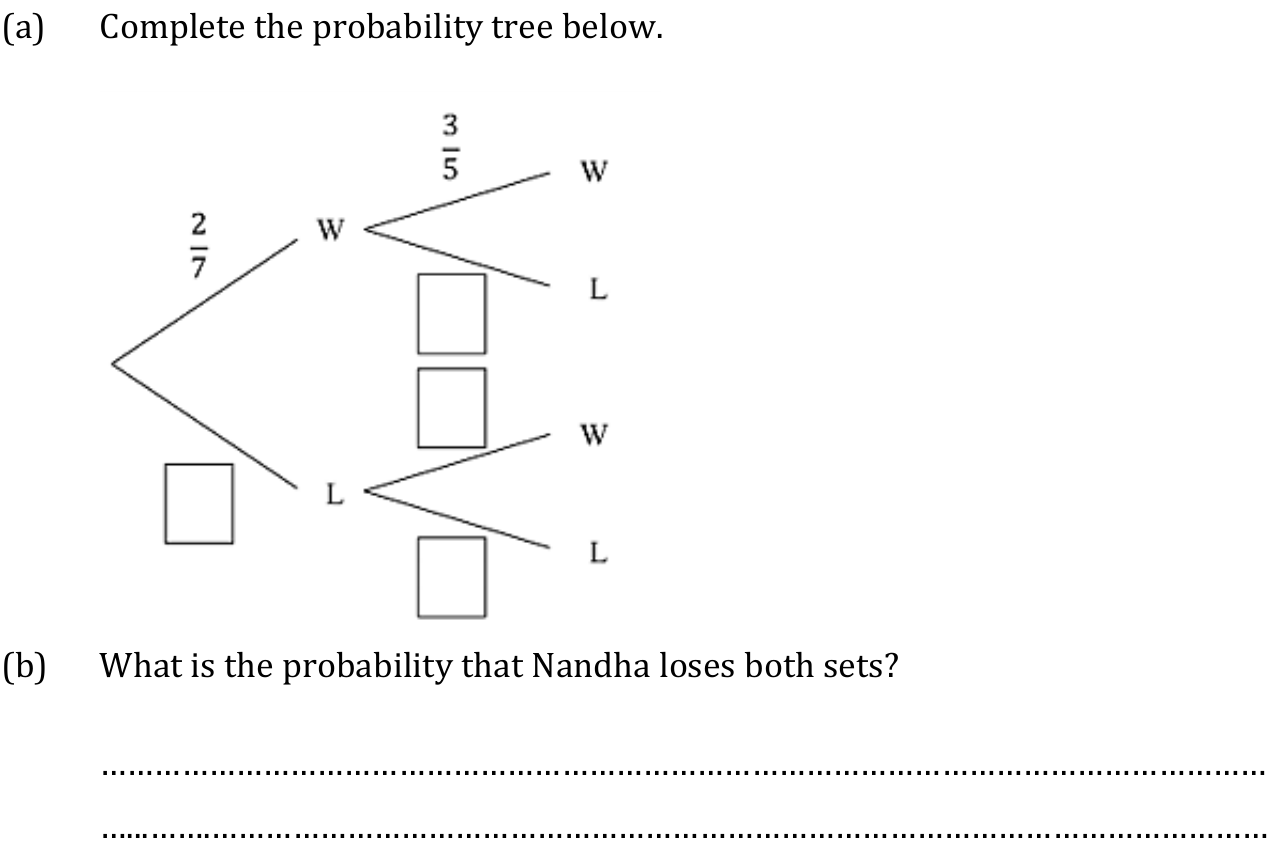 (a) Complete the probability tree below.
3/5
W
2/7
W
L
W
L
L
(b) What is the probability that Nandha loses both sets?